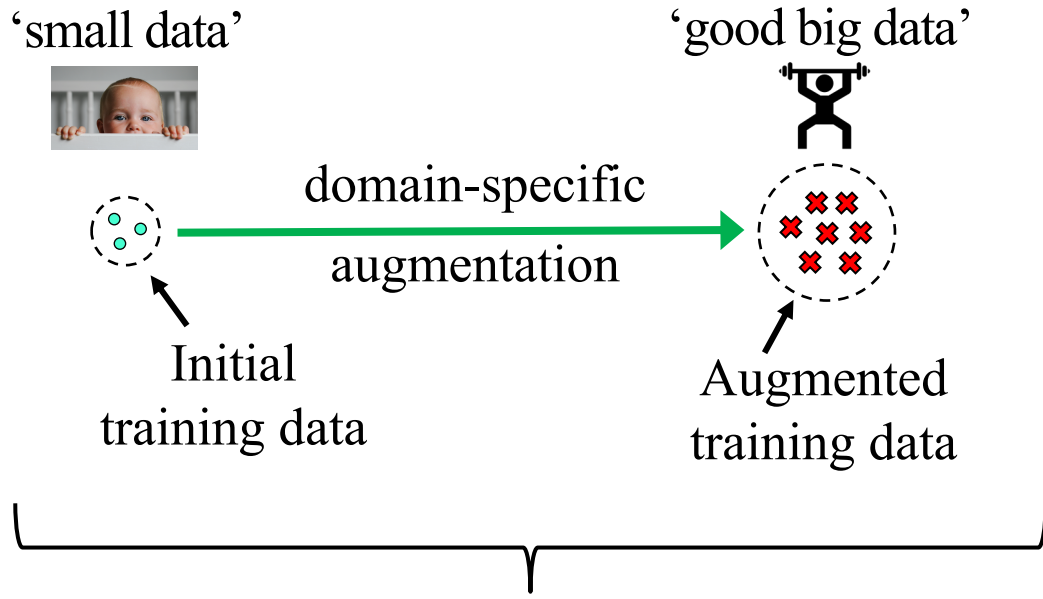 ‘small data’
‘good big data’
domain-specific
augmentation
Initial
training data
Augmented
training data